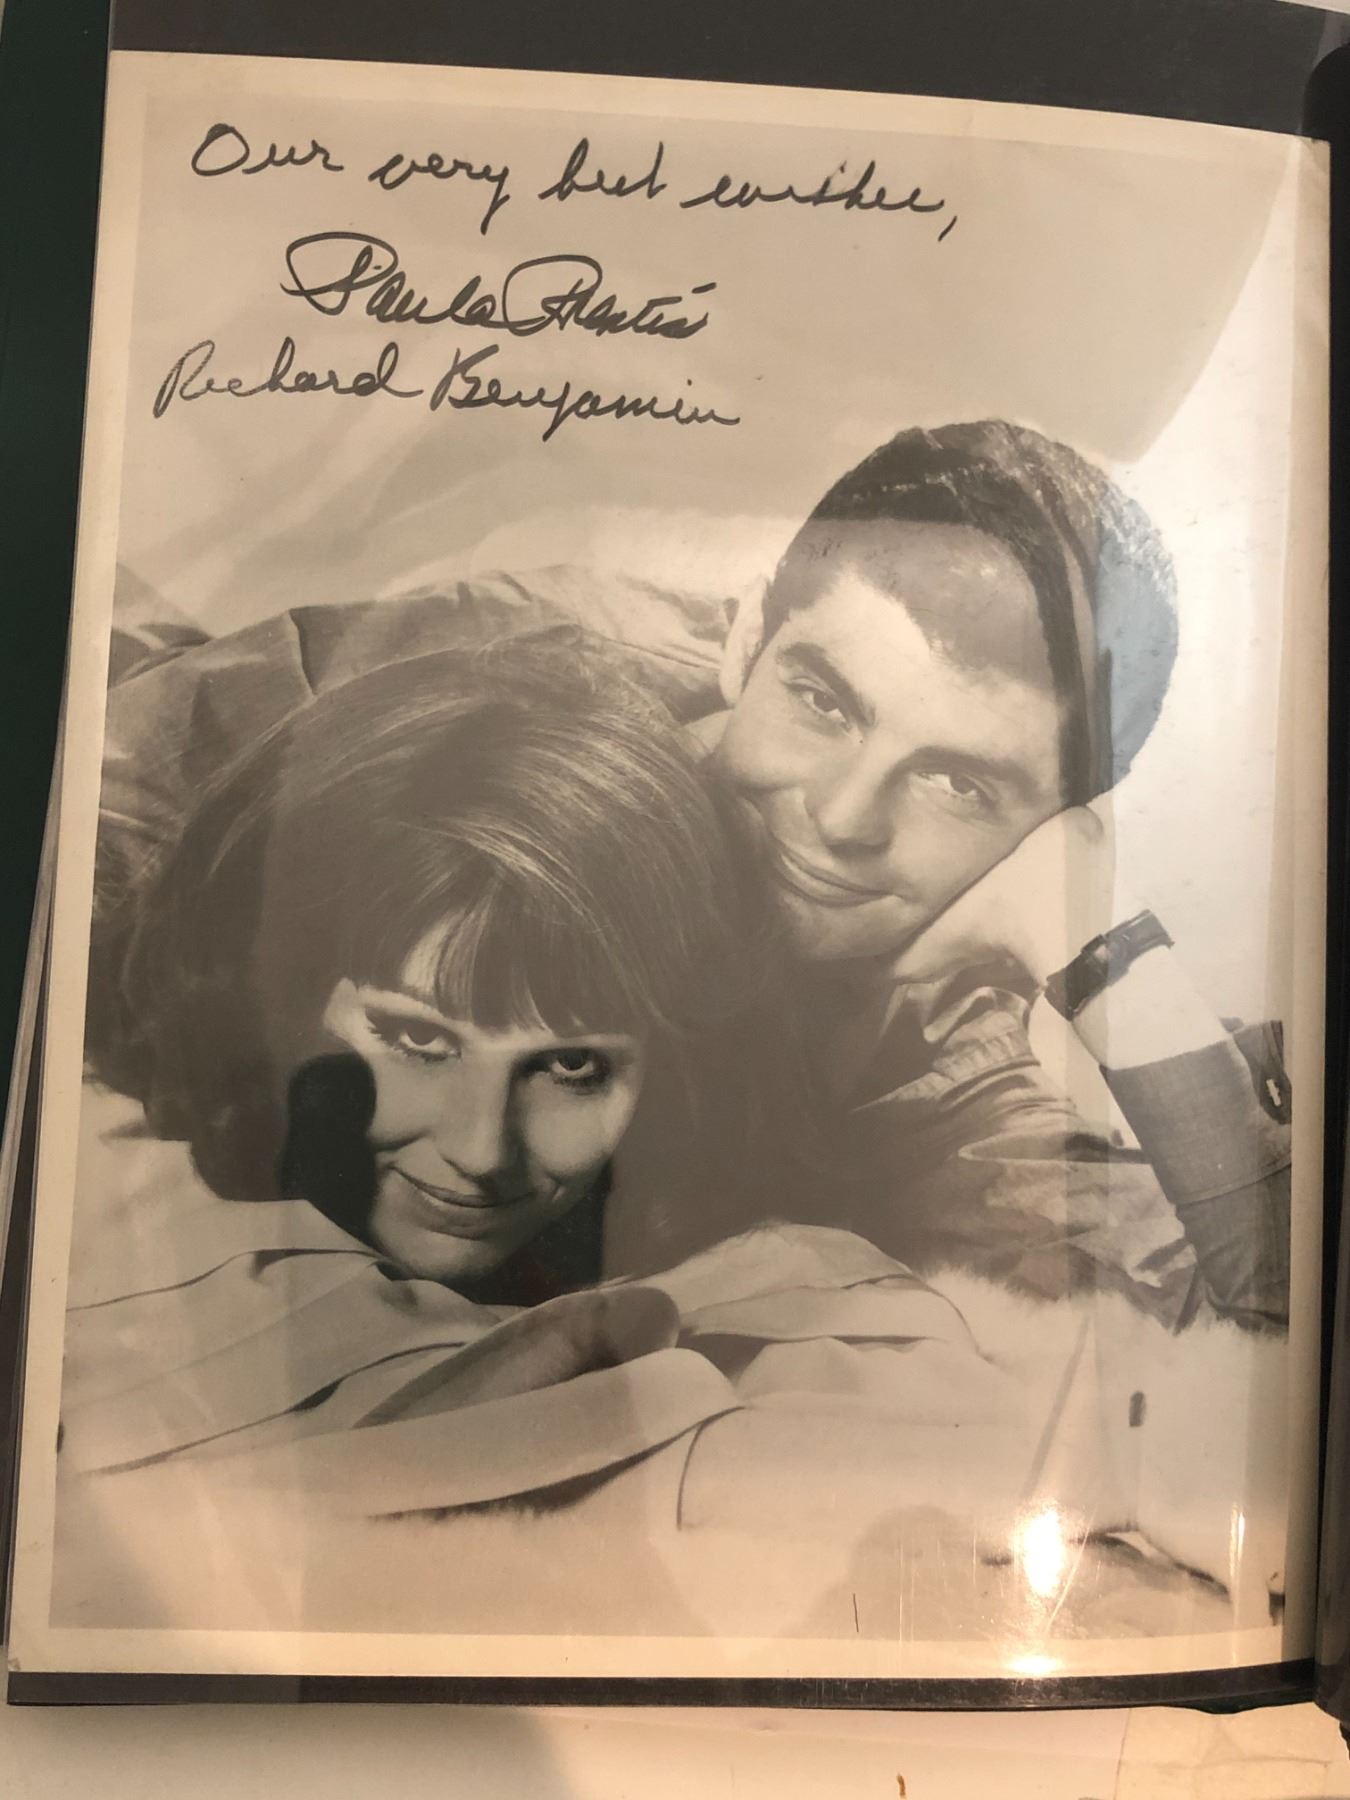 Our very best wishes,
Paula Prentiss
Richard Benjamin